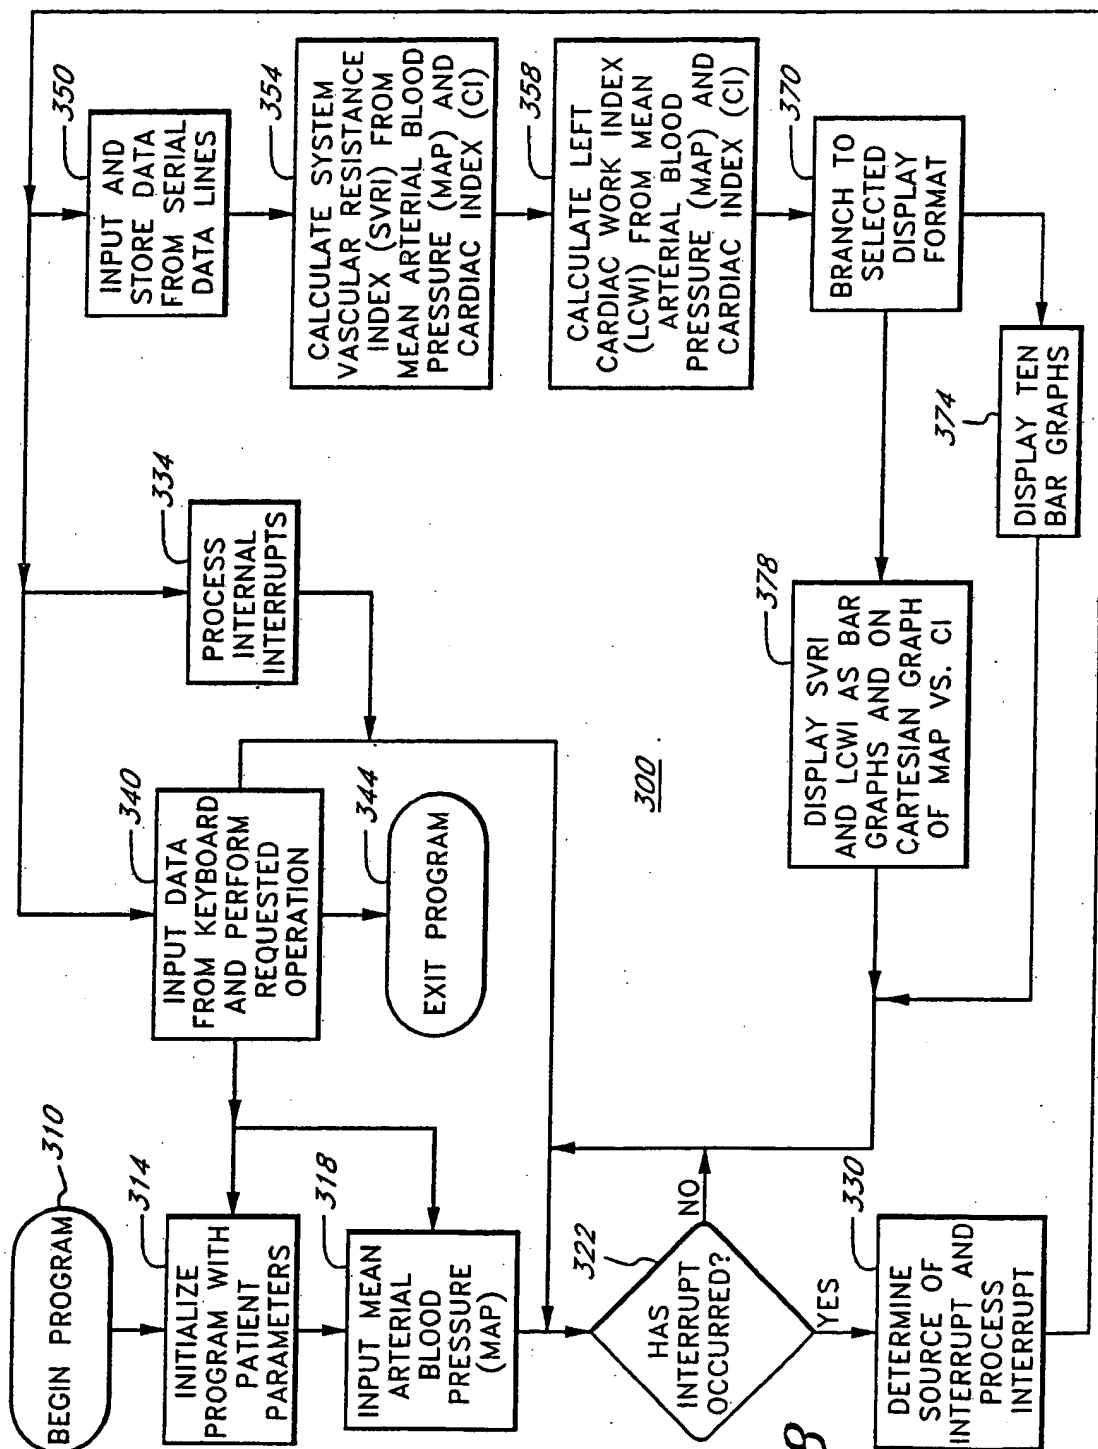 310
BEGIN PROGRAM
314
INITIALIZE
PROGRAM WITH
PATIENT
PARAMETERS
318
INPUT MEAN
ARTERIAL
BLOOD
PRESSURE
(MAP)
322
HAS
INTERRUPT
OCCURRED?
NO
YES
330
DETERMINE
SOURCE OF
INTERRUPT AND
PROCESS
INTERRUPT
340
INPUT DATA
FROM KEYBOARD
AND PERFORM
REQUESTED
OPERATION
344
EXIT PROGRAM
334
PROCESS
INTERNAL
INTERRUPTS
300
350
INPUT AND
STORE DATA
FROM SERIAL
DATA LINES
354
CALCULATE SYSTEM
VASCULAR RESISTANCE
INDEX (SVRI) FROM
MEAN ARTERIAL BLOOD
PRESSURE (MAP) AND
CARDIAC INDEX (CI)
358
CALCULATE LEFT
CARDIAC WORK INDEX
(LCWI) FROM MEAN
ARTERIAL BLOOD
PRESSURE (MAP) AND
CARDIAC INDEX (CI)
370
BRANCH TO
SELECTED
DISPLAY
FORMAT
374
DISPLAY TEN
BAR GRAPHS
378
DISPLAY SVRI
AND LCWI AS BAR
GRAPHS AND ON
CARTESIAN GRAPH
OF MAP VS. CI
8